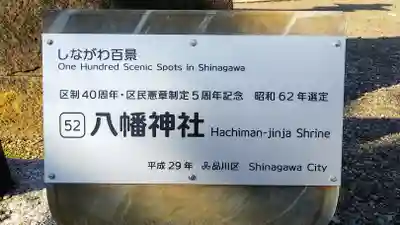 しながわ百景
One Hundred Scenic Spots in Shinagawa
区制40周年・区民憲章制定5周年記念 昭和62年選定
52 八幡神社 Hachiman-jinja Shrine
平成29年 品川区 Shinagawa City